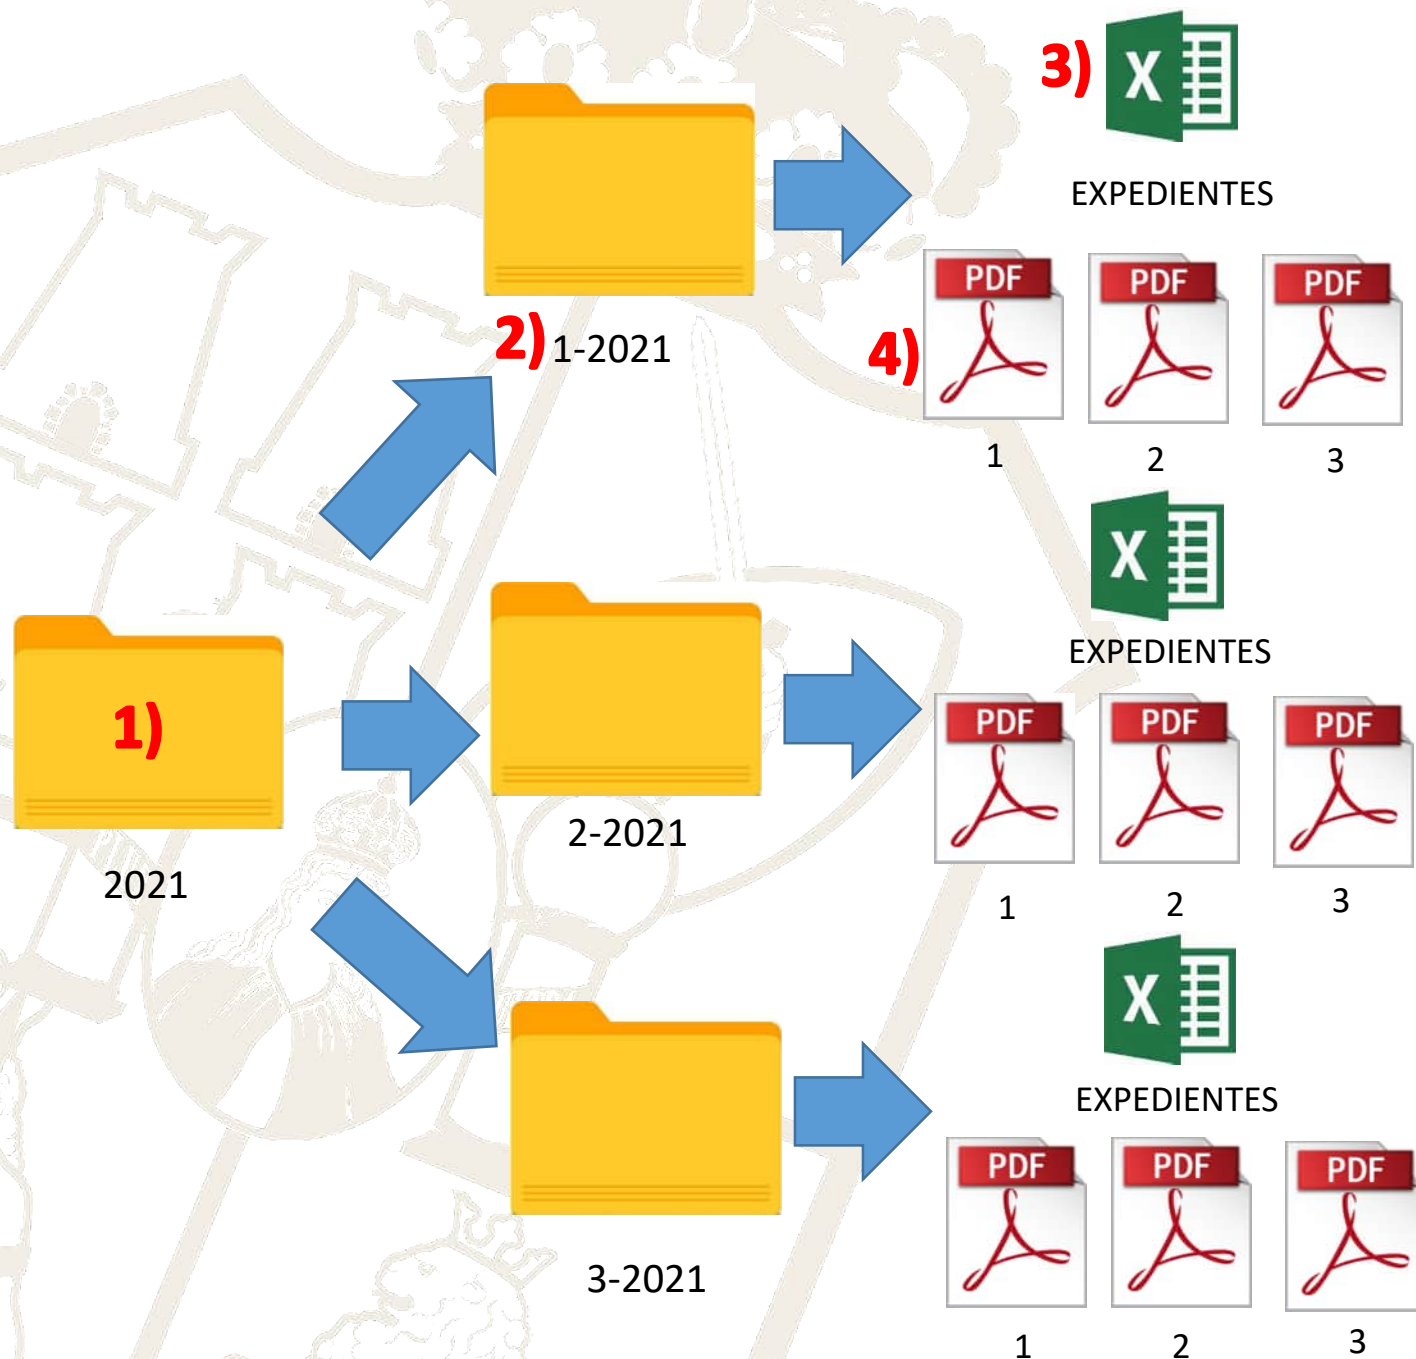 3)
X
EXPEDIENTES
PDF PDF PDF
2) 1-2021
4)
1 2 3
X
EXPEDIENTES
1)
PDF PDF PDF
2-2021
2021
1 2 3
X
EXPEDIENTES
PDF PDF PDF
3-2021
1 2 3